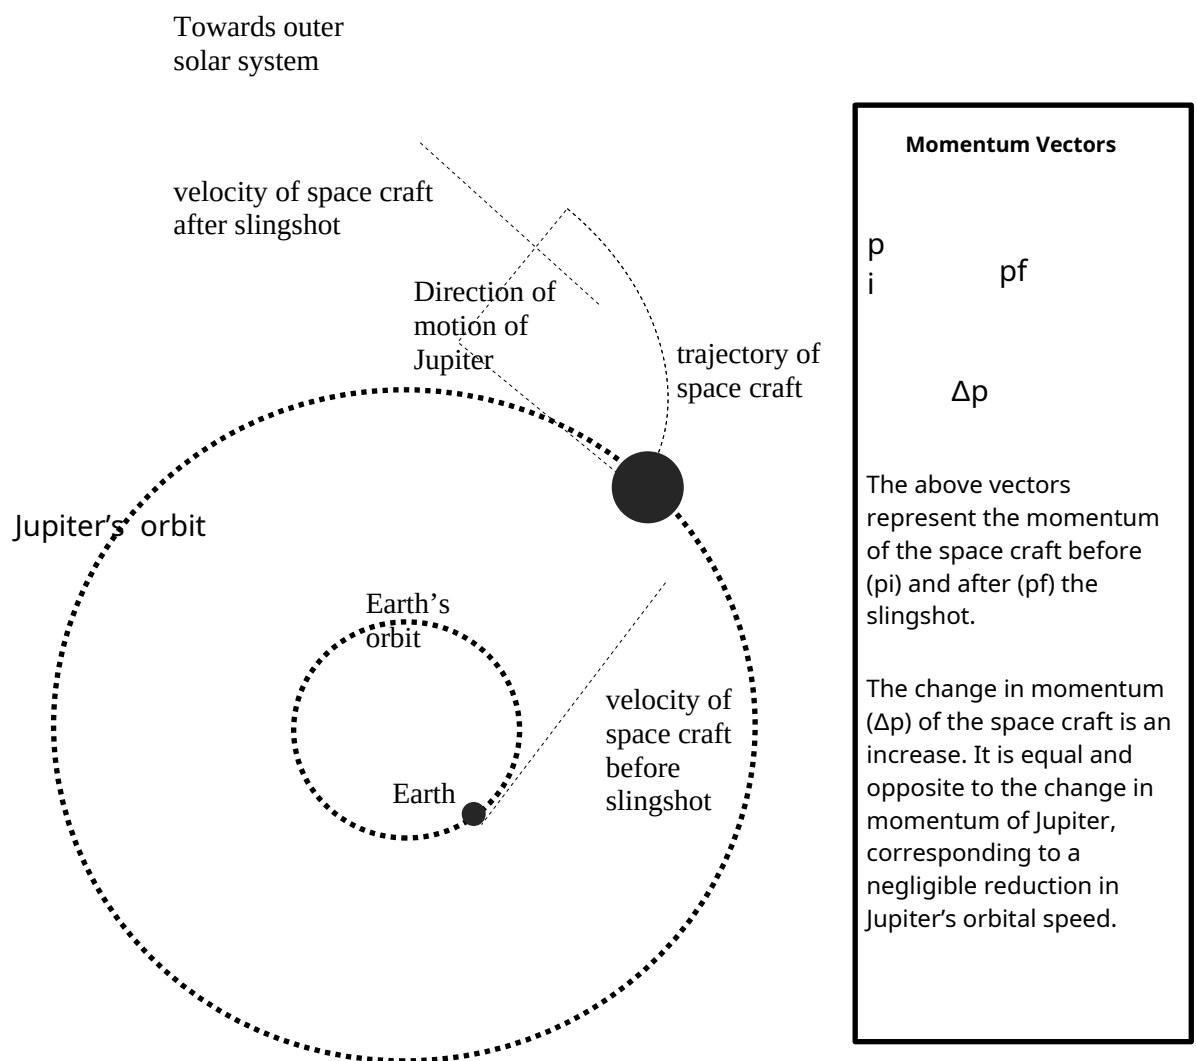 Towards outer
solar system
velocity of space craft
after slingshot
Direction of
motion of
Jupiter
trajectory of
space craft
Jupiter’s orbit
Earth’s
orbit
velocity of
space craft
before
slingshot
Earth
Momentum Vectors
p
i
pf
Δp
The above vectors
represent the momentum
of the space craft before
(pi) and after (pf) the
slingshot.
The change in momentum
(Δp) of the space craft is an
increase. It is equal and
opposite to the change in
momentum of Jupiter,
corresponding to a
negligible reduction in
Jupiter’s orbital speed.